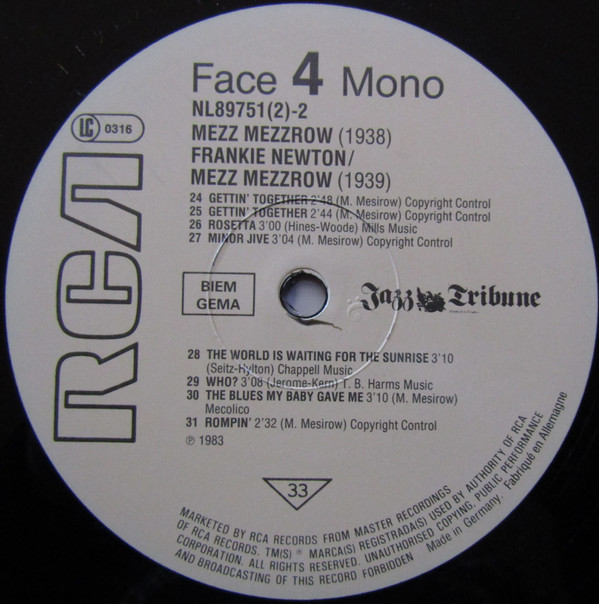 Face 4 Mono
NL89751(2)-2
LC 0316
MEZZ MEZZROW (1938)
FRANKIE NEWTON/
MEZZ MEZZROW (1939)
24 GETTIN' TOGETHER 2'48 (M. Mesirow) Copyright Control
25 GETTIN' TOGETHER 2'44 (M. Mesirow) Copyright Control
26 ROSETTA 3'00 (Hines-Woode) Mills Music
27 MINOR JIVE 3'04 (M. Mesirow) Copyright Control
RCA
BIEM
GEMA
Jazz Tribune
28 THE WORLD IS WAITING FOR THE SUNRISE 3'10
(Seitz-Hylton) Chappell Music
29 WHO? 3'08 (Jerome-Kern) T. B. Harms Music
30 THE BLUES MY BABY GAVE ME 3'10 (M. Mesirow)
Mecolico
31 ROMPIN' 2'32 (M. Mesirow) Copyright Control
℗ 1983
33
MARKETED BY RCA RECORDS FROM MASTER RECORDINGS
OF RCA RECORDS. TM(S) ® MARCA(S) REGISTRADA(S) USED BY AUTHORITY OF RCA
CORPORATION. ALL RIGHTS RESERVED. UNAUTHORISED COPYING, PUBLIC PERFORMANCE
AND BROADCASTING OF THIS RECORD FORBIDDEN Made in Germany. Fabriqué en Allemagne